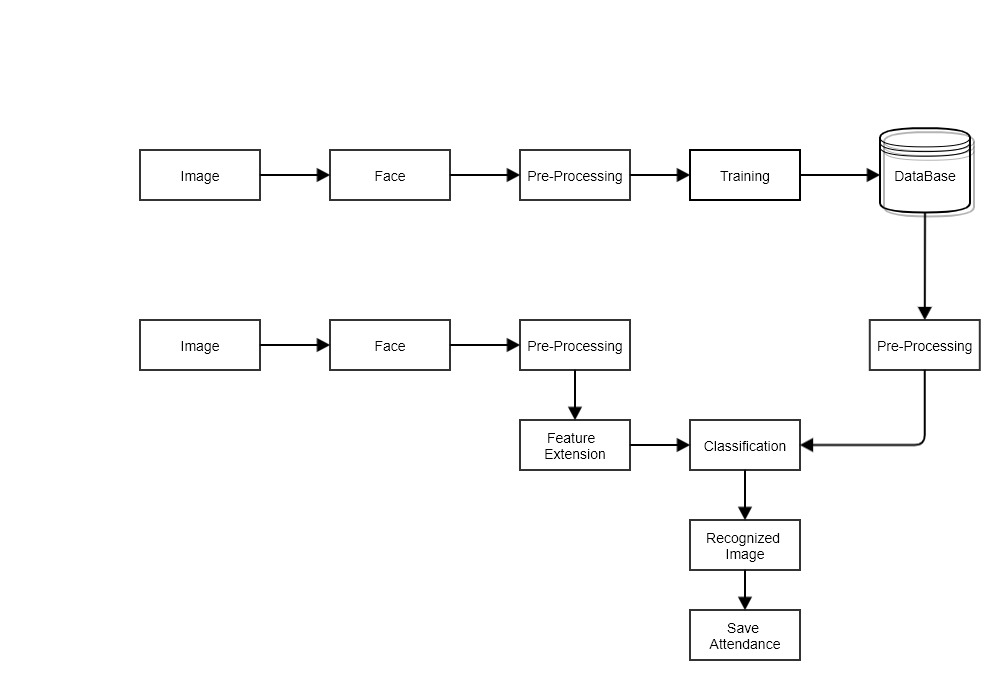 Image
Face
Pre-Processing
Training
DataBase
Image
Face
Pre-Processing
Pre-Processing
Feature
Extension
Classification
Recognized
Image
Save
Attendance